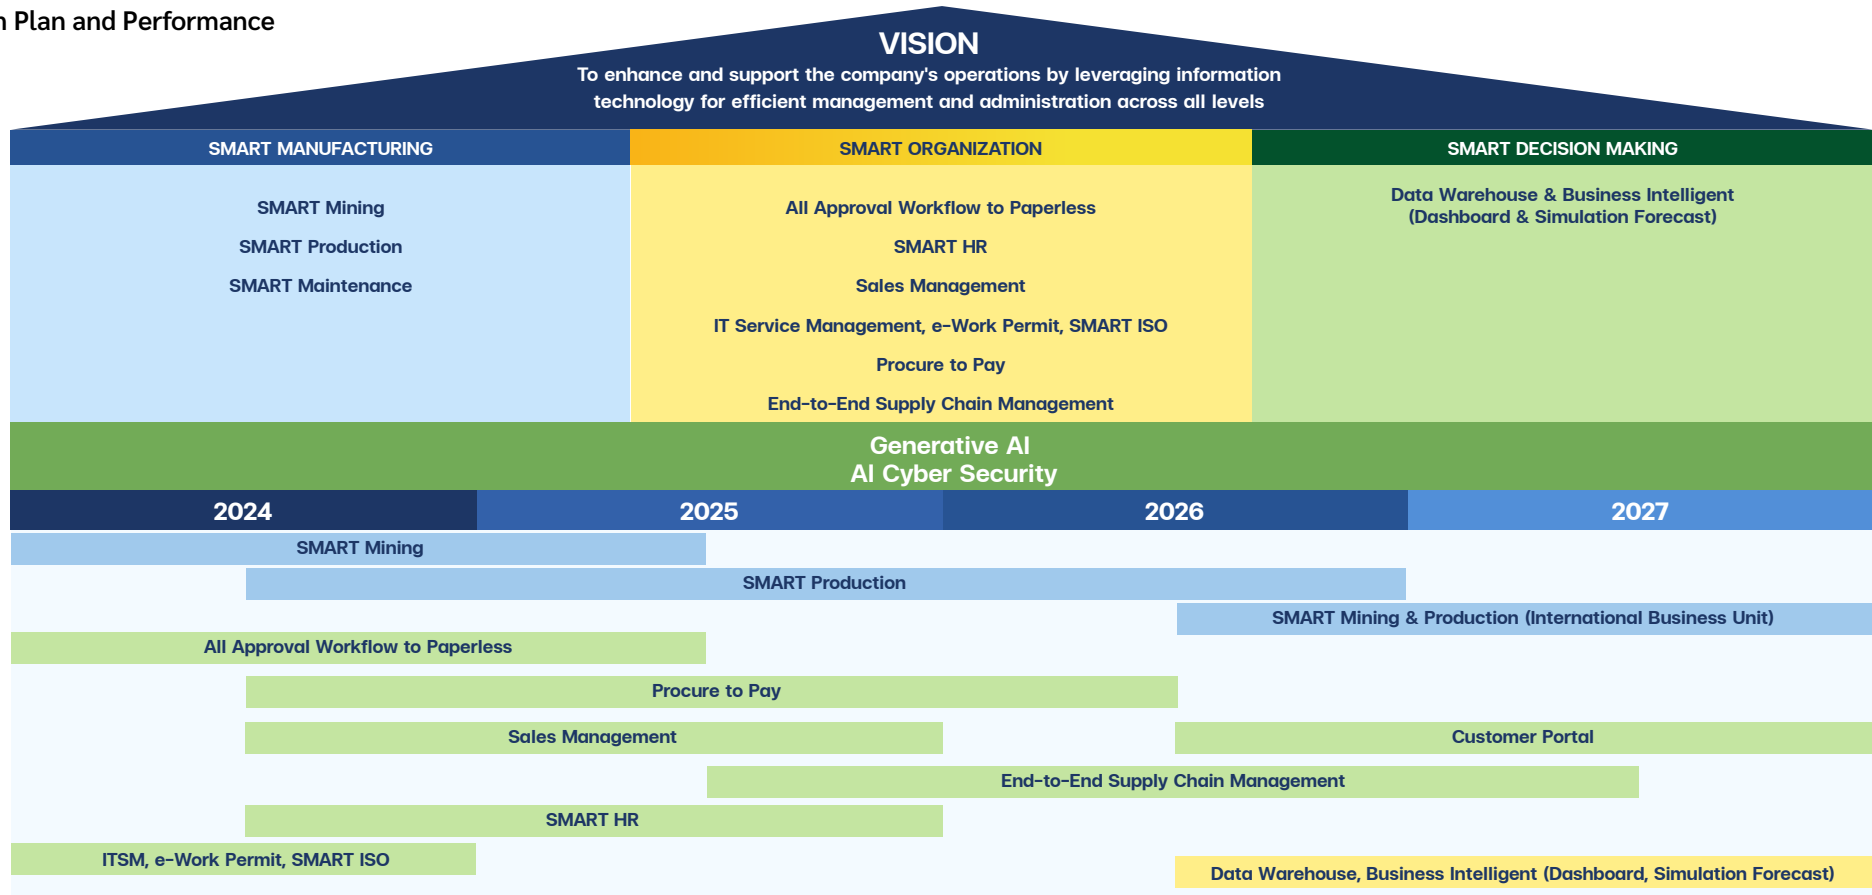 Plan and Performance
VISION
To enhance and support the company's operations by leveraging information
technology for efficient management and administration across all levels
SMART MANUFACTURING
SMART Mining
SMART Production
SMART Maintenance
SMART ORGANIZATION
All Approval Workflow to Paperless
SMART HR
Sales Management
IT Service Management, e-Work Permit, SMART ISO
Procure to Pay
End-to-End Supply Chain Management
SMART DECISION MAKING
Data Warehouse & Business Intelligent
(Dashboard & Simulation Forecast)
Generative AI
AI Cyber Security
2024 2025 2026 2027
SMART Mining
SMART Production
SMART Mining & Production (International Business Unit)
All Approval Workflow to Paperless
Procure to Pay
Sales Management
Customer Portal
End-to-End Supply Chain Management
SMART HR
ITSM, e-Work Permit, SMART ISO
Data Warehouse, Business Intelligent (Dashboard, Simulation Forecast)